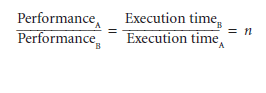 Performance_A / Performance_B = Execution time_B / Execution time_A = n